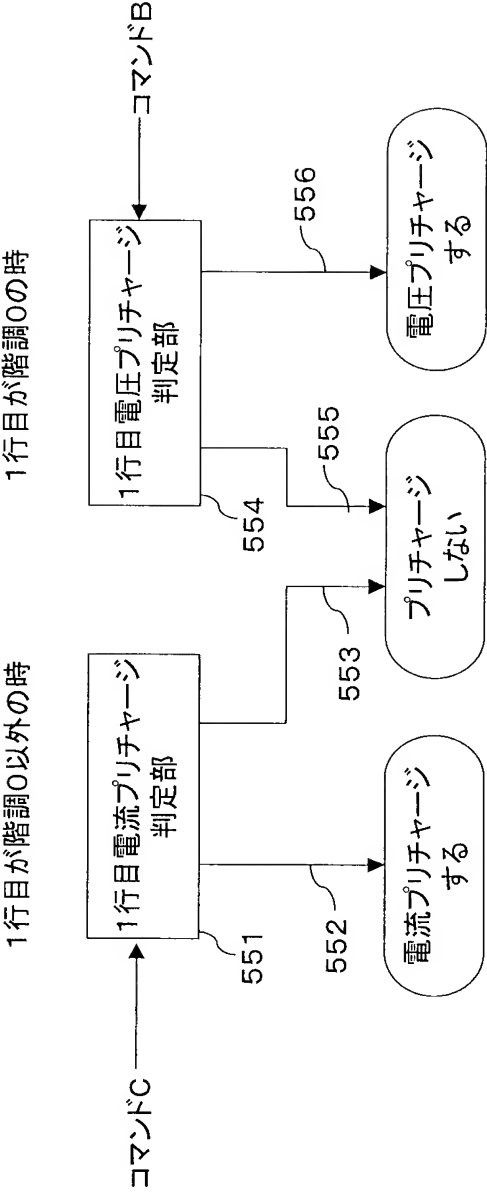 1行目が階調0以外の時
1行目が階調0の時
コマンドC
1行目電流プリチャージ
判定部
1行目電圧プリチャージ
判定部
コマンドB
551
554
552
553
555
556
電流プリチャージ
する
プリチャージ
しない
電圧プリチャージ
する